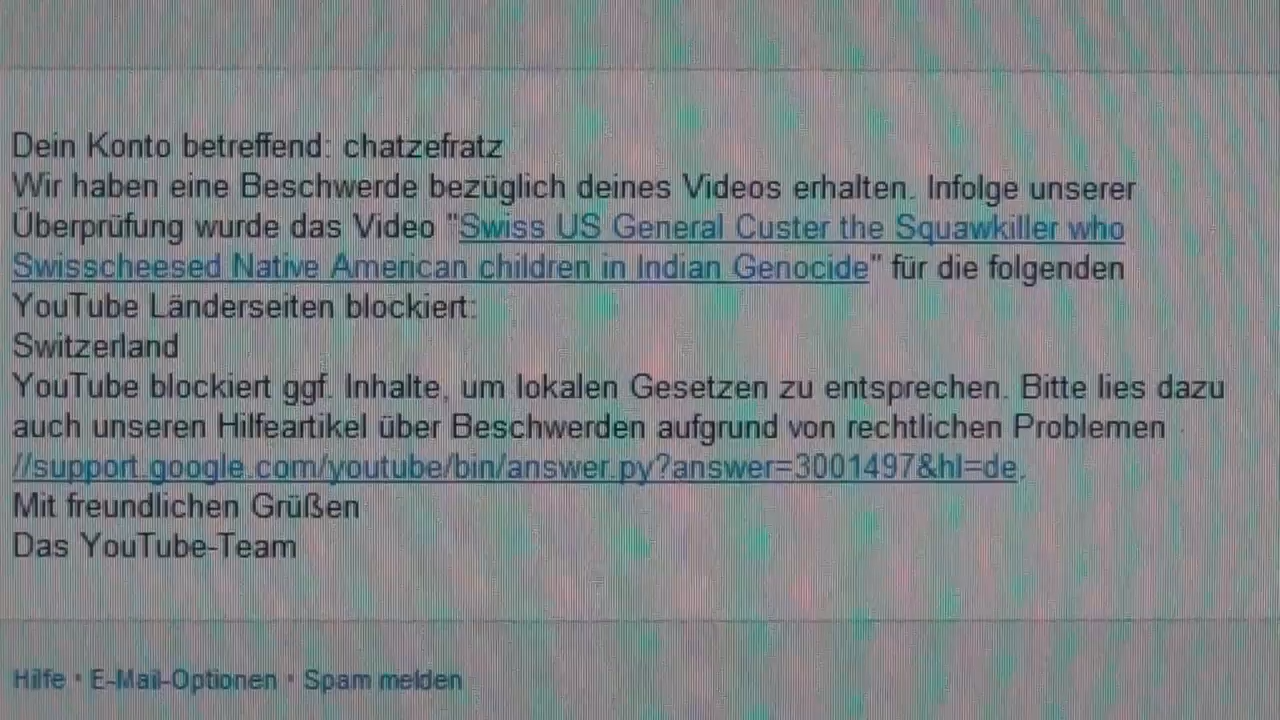 Dein Konto betreffend: chatzefratz
Wir haben eine Beschwerde bezüglich deines Videos erhalten. Infolge unserer
Überprüfung wurde das Video "Swiss US General Custer the Squawkiller who
Swisscheesed Native American children in Indian Genocide" für die folgenden
YouTube Länderseiten blockiert:
Switzerland
YouTube blockiert ggf. Inhalte, um lokalen Gesetzen zu entsprechen. Bitte lies dazu
auch unseren Hilfeartikel über Beschwerden aufgrund von rechtlichen Problemen
//support.google.com/youtube/bin/answer.py?answer=3001497&hl=de.
Mit freundlichen Grüßen
Das YouTube-Team
Hilfe • E-Mail-Optionen • Spam melden